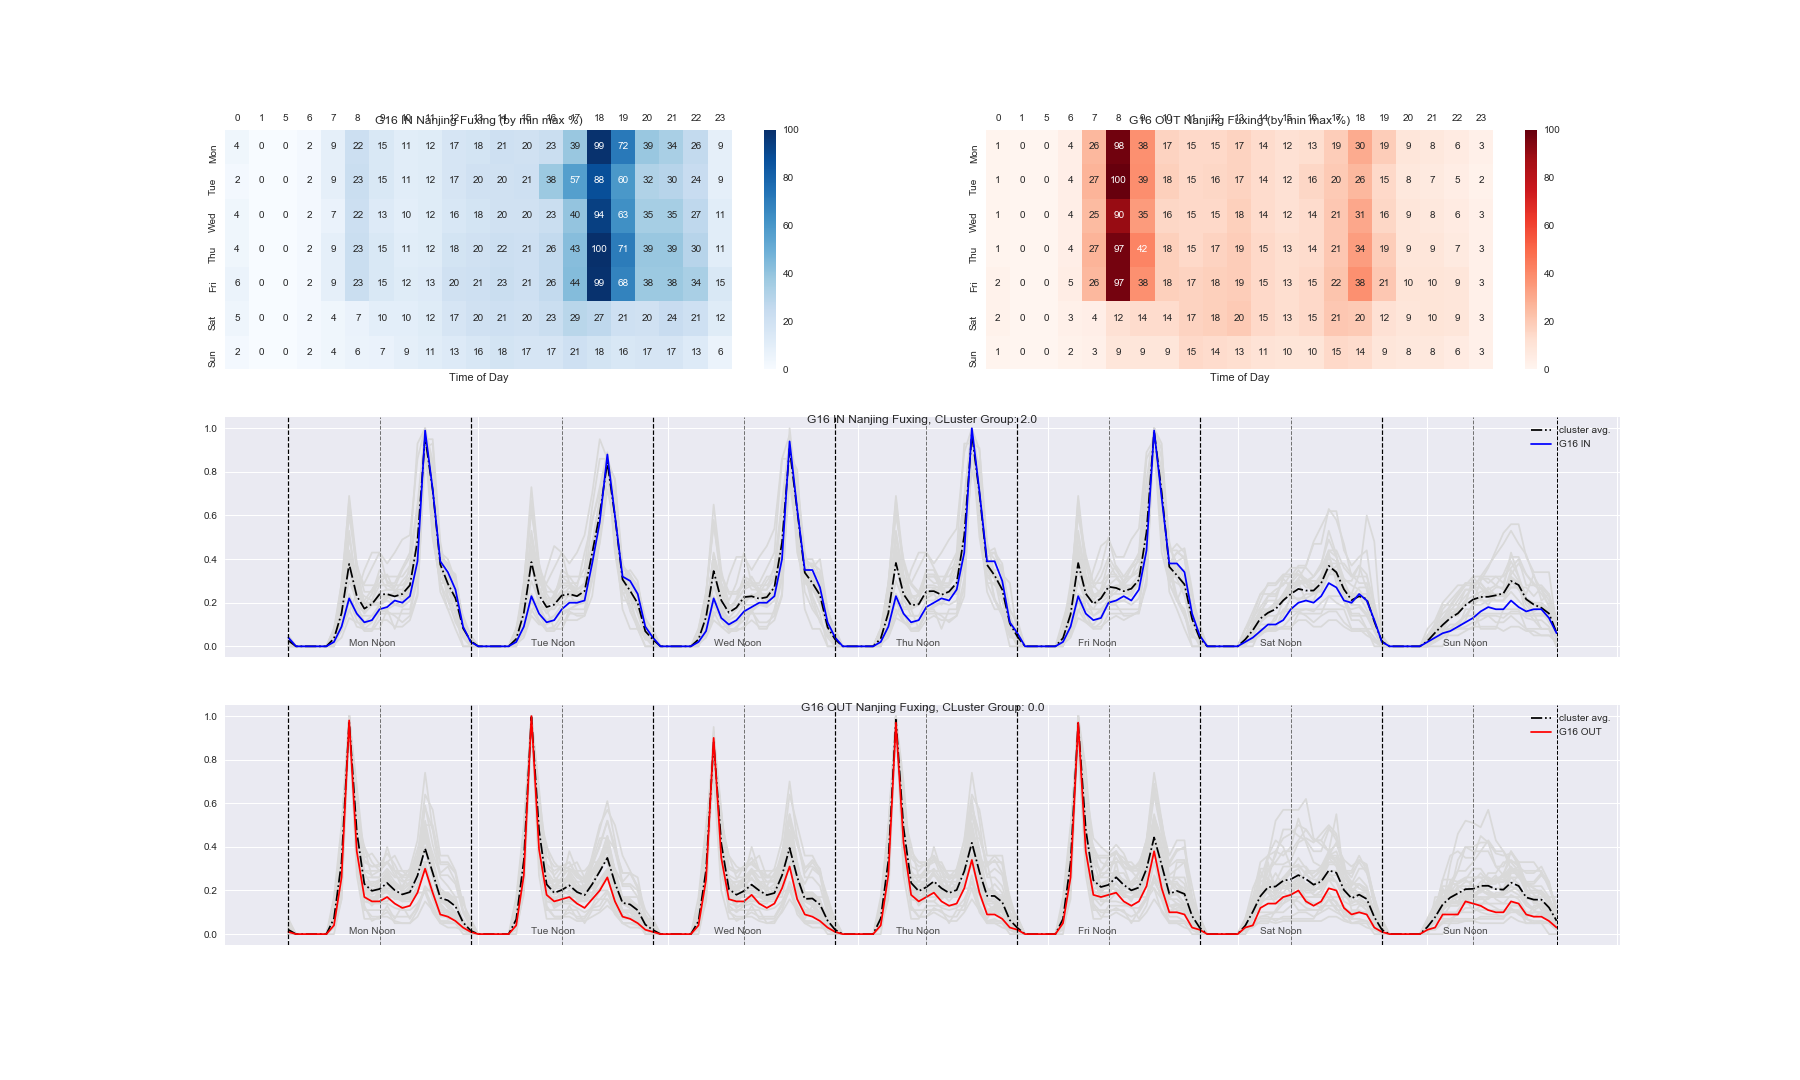 G16 IN Nanjing Fuxing (by min max %)
0 1 5 6 7 8 9 10 11 12 13 14 15 16 17 18 19 20 21 22 23
Mon 4 0 0 2 9 22 15 11 12 17 18 21 20 23 39 99 72 39 34 26 9
Tue 2 0 0 2 9 23 15 11 12 17 20 20 21 38 57 88 60 32 30 24 9
Wed 4 0 0 2 7 22 13 10 12 16 18 20 20 23 40 94 63 35 35 27 11
Thu 4 0 0 2 9 23 15 11 12 18 20 22 21 26 43 100 71 39 39 30 11
Fri 6 0 0 2 9 23 15 12 13 20 21 23 21 26 44 99 68 38 38 34 15
Sat 5 0 0 2 4 7 10 10 12 17 20 21 20 23 29 27 21 20 24 21 12
Sun 2 0 0 2 4 6 7 9 11 13 16 18 17 17 21 18 16 17 17 13 6
Time of Day
100
80
60
40
20
0
G16 OUT Nanjing Fuxing (by min max %)
0 1 5 6 7 8 9 10 11 12 13 14 15 16 17 18 19 20 21 22 23
Mon 1 0 0 4 26 98 38 17 15 15 17 14 12 13 19 30 19 9 8 6 3
Tue 1 0 0 4 27 100 39 18 15 16 17 14 12 16 20 26 15 8 7 5 2
Wed 1 0 0 4 25 90 35 16 15 15 18 14 12 14 21 31 16 9 8 6 3
Thu 1 0 0 4 27 97 42 18 15 17 19 15 13 14 21 34 19 9 9 7 3
Fri 2 0 0 5 26 97 38 18 17 18 19 15 13 15 22 38 21 10 10 9 3
Sat 2 0 0 3 4 12 14 14 17 18 20 15 13 15 21 20 12 9 10 9 3
Sun 1 0 0 2 3 9 9 9 15 14 13 11 10 10 15 14 9 8 8 6 3
Time of Day
100
80
60
40
20
0
G16 IN Nanjing Fuxing, CLuster Group: 2.0
cluster avg.
G16 IN
1.0
0.8
0.6
0.4
0.2
0.0
Mon Noon Tue Noon Wed Noon Thu Noon Fri Noon Sat Noon Sun Noon
G16 OUT Nanjing Fuxing, CLuster Group: 0.0
cluster avg.
G16 OUT
1.0
0.8
0.6
0.4
0.2
0.0
Mon Noon Tue Noon Wed Noon Thu Noon Fri Noon Sat Noon Sun Noon